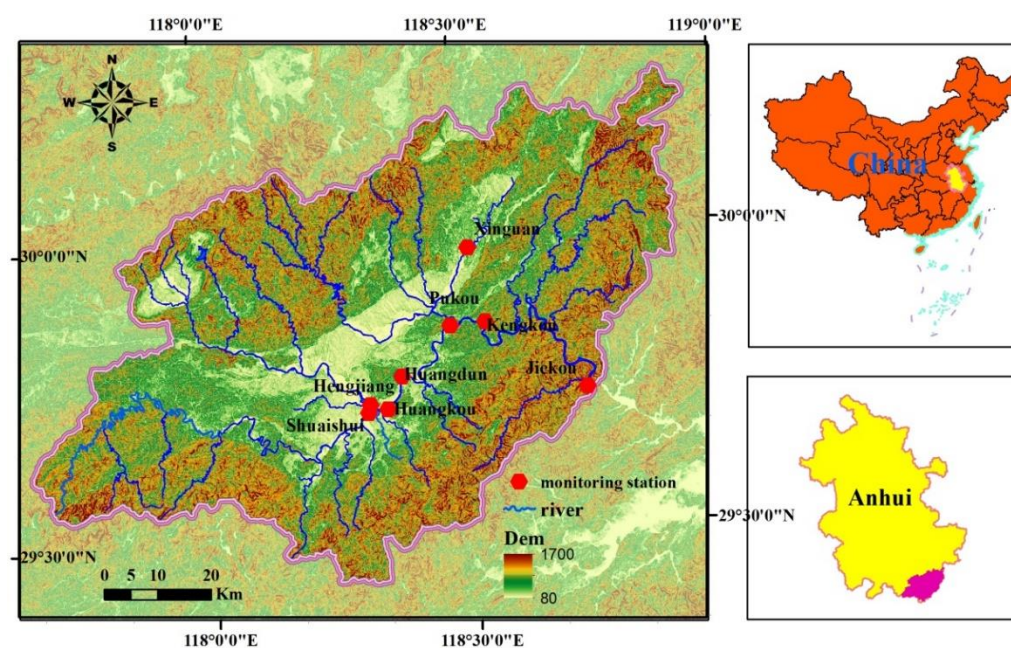 118°0'0"E 118°30'0"E 119°0'0"E
N
W E
S
30°0'0"N
Xinguan
Pukou
Kengkou
Huangdun
Jiekou
Hengjiang
Huangkou
Shuaishui
monitoring station
river
Dem
1700
80
29°30'0"N
0 5 10 20
Km
118°0'0"E 118°30'0"E
China
30°0'0"N
Anhui
29°30'0"N